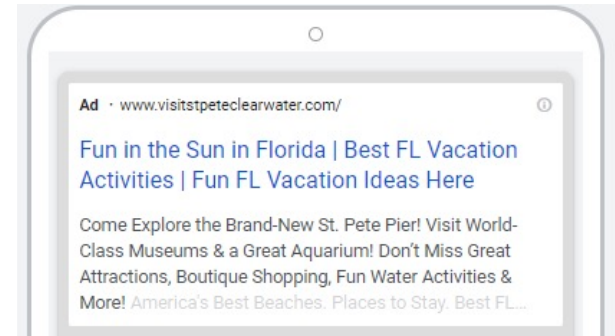 Ad · www.visitstpeteclearwater.com/
Fun in the Sun in Florida | Best FL Vacation
Activities | Fun FL Vacation Ideas Here
Come Explore the Brand-New St. Pete Pier! Visit World-
Class Museums & a Great Aquarium! Don't Miss Great
Attractions, Boutique Shopping, Fun Water Activities &
More! America's Best Beaches. Places to Stay. Best FL...